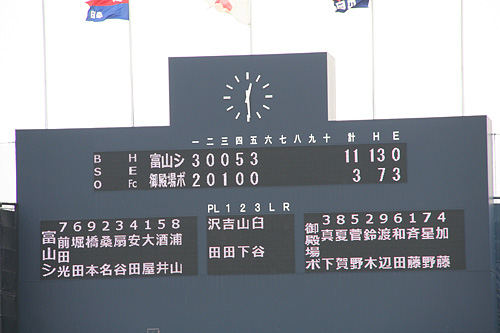 一二三四五六七八九十 計 H E
B H 富山シ 3 0 0 5 3 11 13 0
S E
O Fc 御殿場ボ 2 0 1 0 0 3 7 3
7 6 9 2 3 4 1 5 8
富山シ
前田光
堀田
橋本
桑名
扇谷
安田
大屋
酒井
浦山
PL 1 2 3 L R
沢田
吉田
山下
臼谷
3 8 5 2 9 6 1 7 4
御殿場ボ
真下
夏賀
菅野
鈴木
渡辺
和田
斉藤
星野
加藤